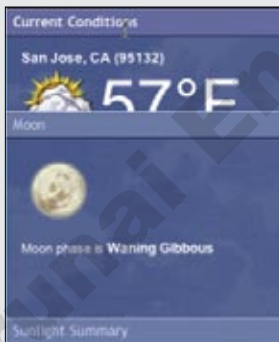 Current Conditions
San Jose, CA (95132)
57°F
Moon
Moon phase is Waning Gibbous
Sunlight Summary